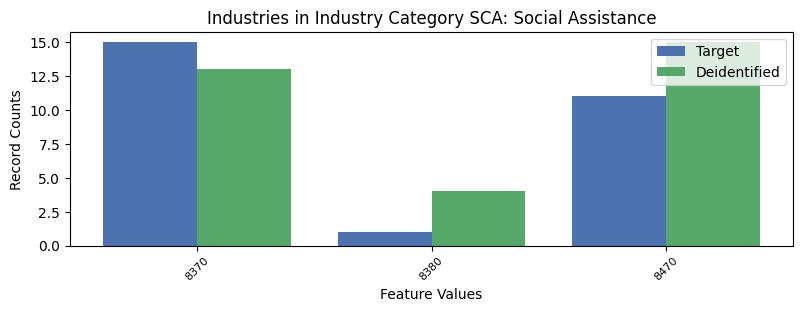 Industries in Industry Category SCA: Social Assistance
Record Counts
15.0
12.5
10.0
7.5
5.0
2.5
0.0
Target
Deidentified
8370
8380
8470
Feature Values